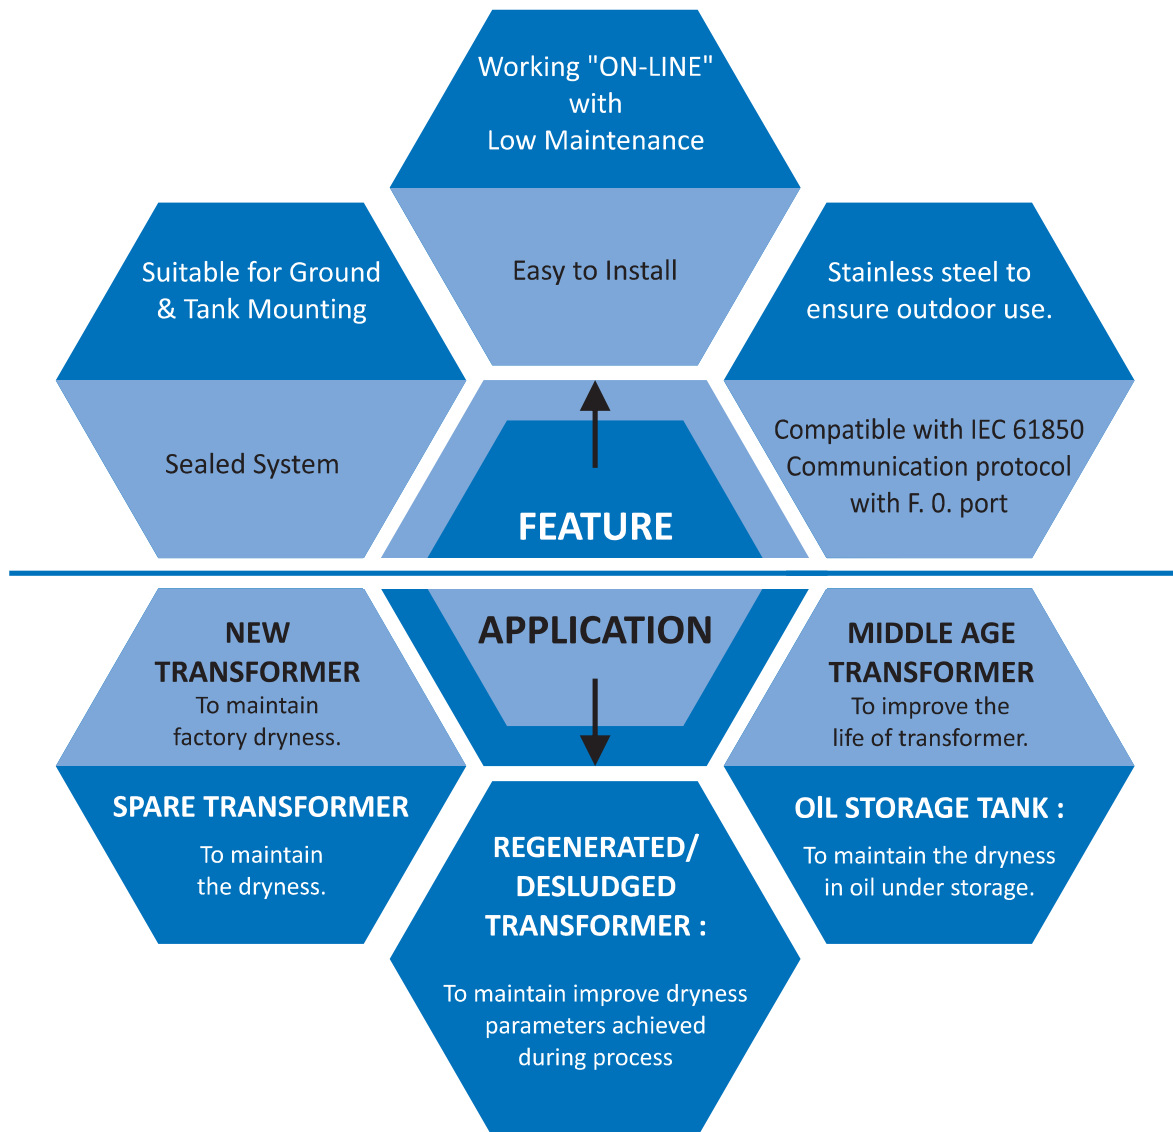 Working "ON-LINE"
with
Low Maintenance
Easy to Install
Suitable for Ground
& Tank Mounting
Sealed System
Stainless steel to
ensure outdoor use.
Compatible with IEC 61850
Communication protocol
with F. 0. port
FEATURE
APPLICATION
NEW
TRANSFORMER
To maintain
factory dryness.
SPARE TRANSFORMER
To maintain
the dryness.
REGENERATED/
DESLUDGED
TRANSFORMER :
To maintain improve dryness
parameters achieved
during process
MIDDLE AGE
TRANSFORMER
To improve the
life of transformer.
OIL STORAGE TANK :
To maintain the dryness
in oil under storage.